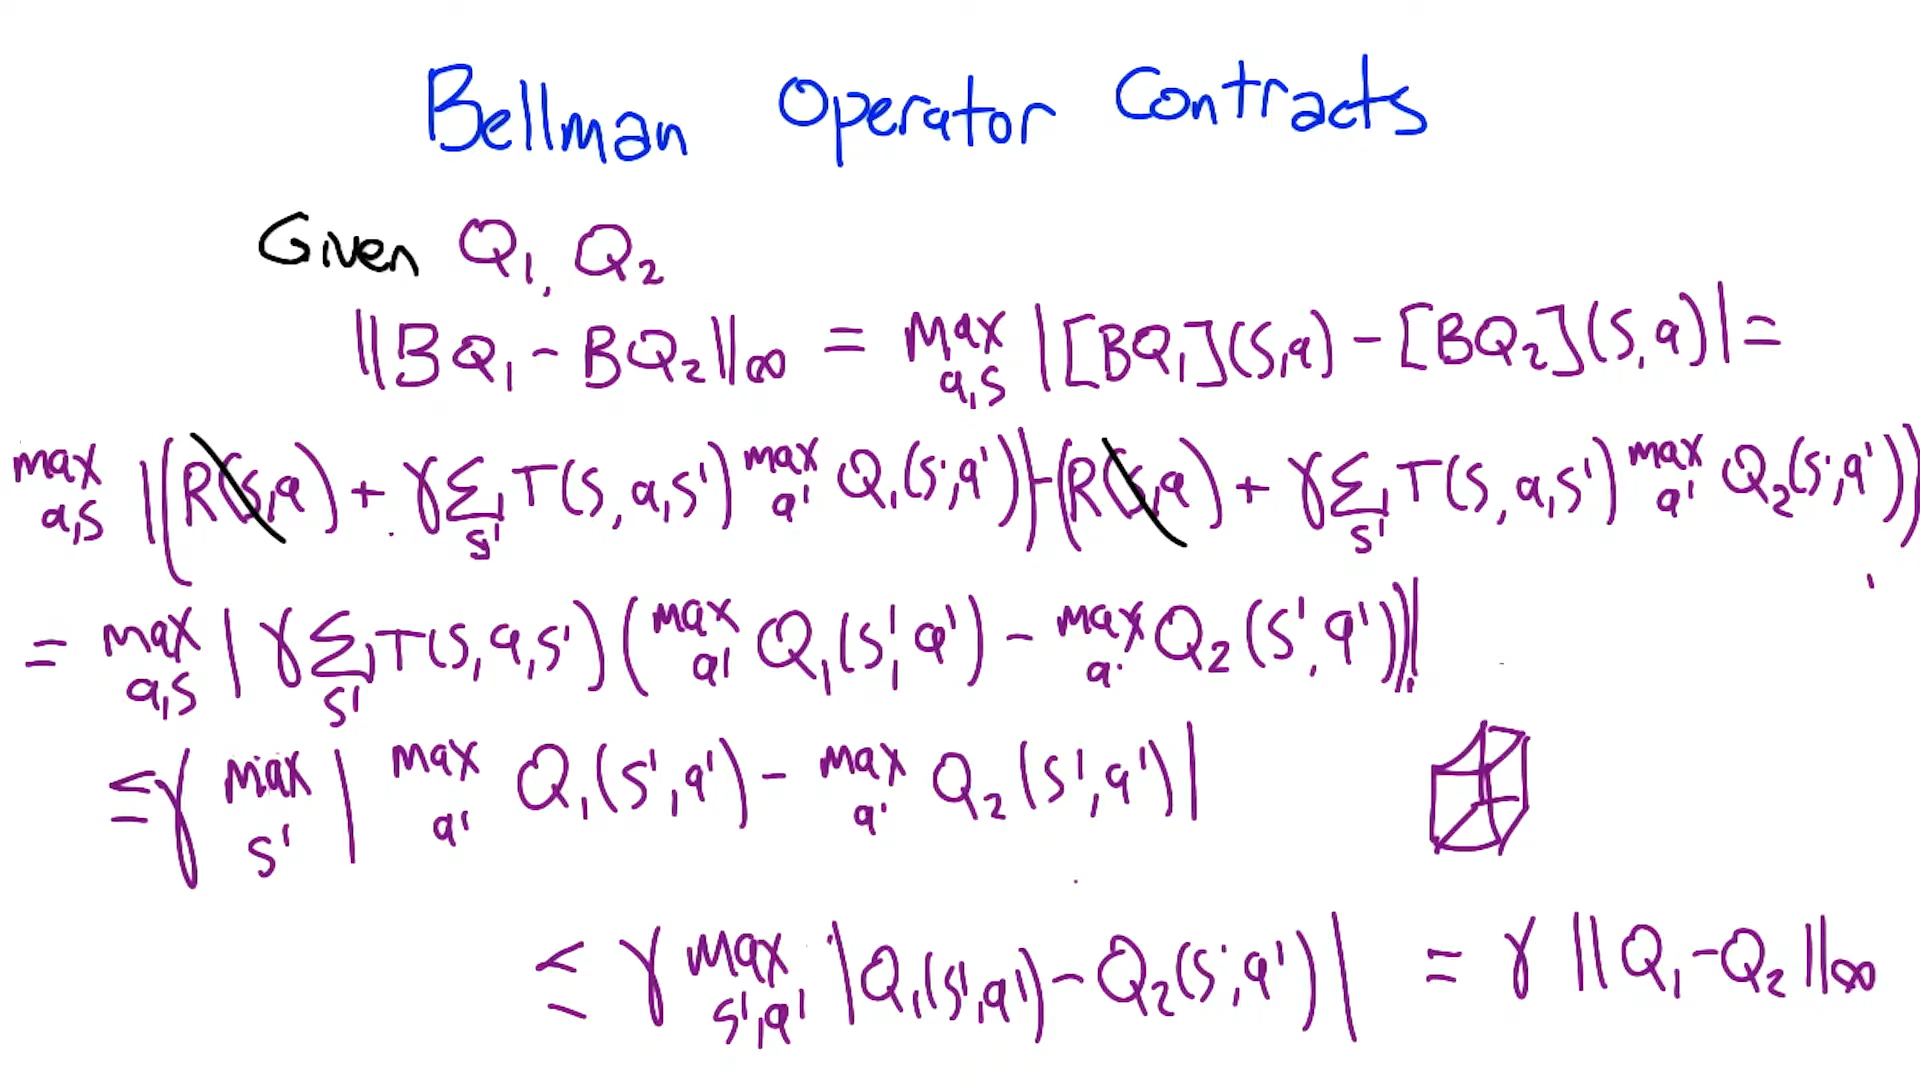 Bellman Operator Contracts
Given Q₁, Q₂
||BQ₁ - BQ₂||∞ = max_{a,s} |[BQ₁](s,a) - [BQ₂](s,a)| =
max_{a,s} |(R(s,a) + γ Σ_{s'} T(s,a,s') max_{a'} Q₁(s',a')) - (R(s,a) + γ Σ_{s'} T(s,a,s') max_{a'} Q₂(s',a'))|
= max_{a,s} |γ Σ_{s'} T(s,a,s') (max_{a'} Q₁(s',a') - max_{a'} Q₂(s',a'))|
≤ γ max_{s'} | max_{a'} Q₁(s',a') - max_{a'} Q₂(s',a')|
≤ γ max_{s',a'} |Q₁(s',a') - Q₂(s',a')| = γ ||Q₁ - Q₂||∞